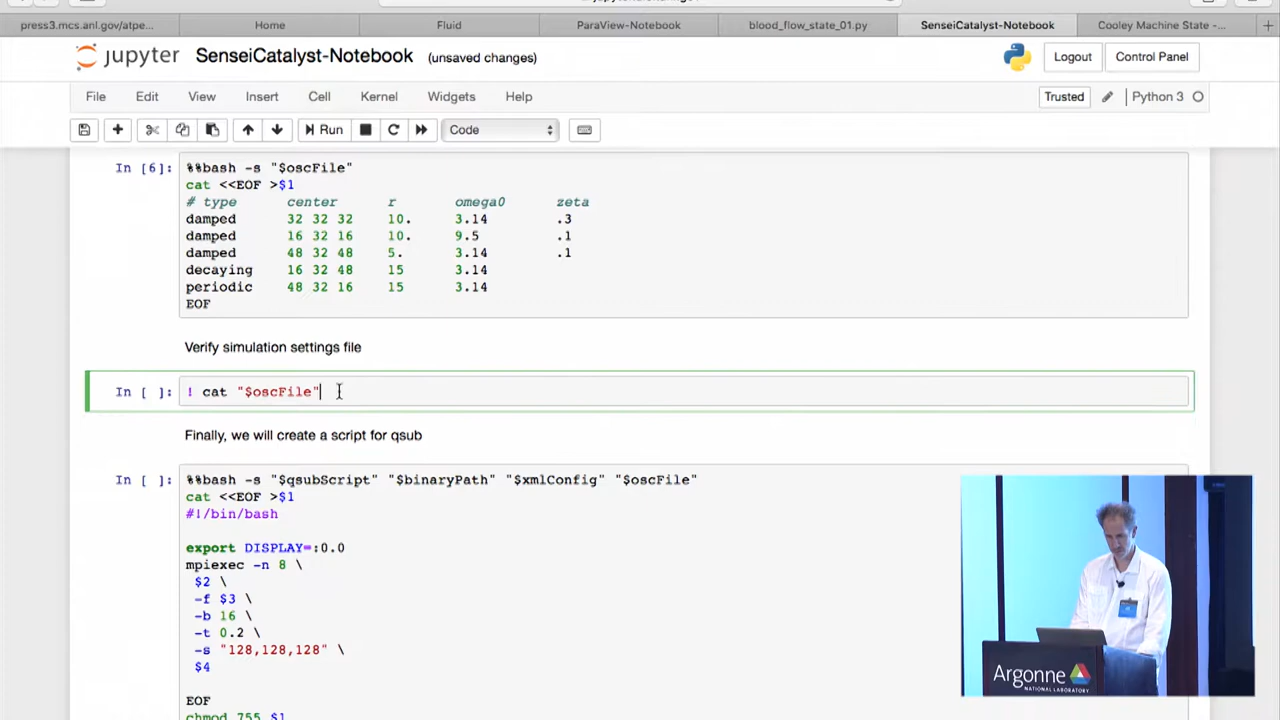 press3.mcs.anl.gov/atpe... Home Fluid ParaView-Notebook blood_flow_state_01.py SenseiCatalyst-Notebook Cooley Machine State -... +
jupyter SenseiCatalyst-Notebook (unsaved changes) Logout Control Panel
File Edit View Insert Cell Kernel Widgets Help Trusted Python 3
Run Code
In [6]: %%bash -s "$oscFile"
cat <<EOF >$1
# type center r omega0 zeta
damped 32 32 32 10. 3.14 .3
damped 16 32 16 10. 9.5 .1
damped 48 32 48 5. 3.14 .1
decaying 16 32 48 15 3.14
periodic 48 32 16 15 3.14
EOF
Verify simulation settings file
In [ ]: ! cat "$oscFile"
Finally, we will create a script for qsub
In [ ]: %%bash -s "$qsubScript" "$binaryPath" "$xmlConfig" "$oscFile"
cat <<EOF >$1
#!/bin/bash
export DISPLAY=:0.0
mpiexec -n 8 \
$2 \
-f $3 \
-b 16 \
-t 0.2 \
-s "128,128,128" \
$4
EOF
chmod 755 $1
Argonne
NATIONAL LABORATORY